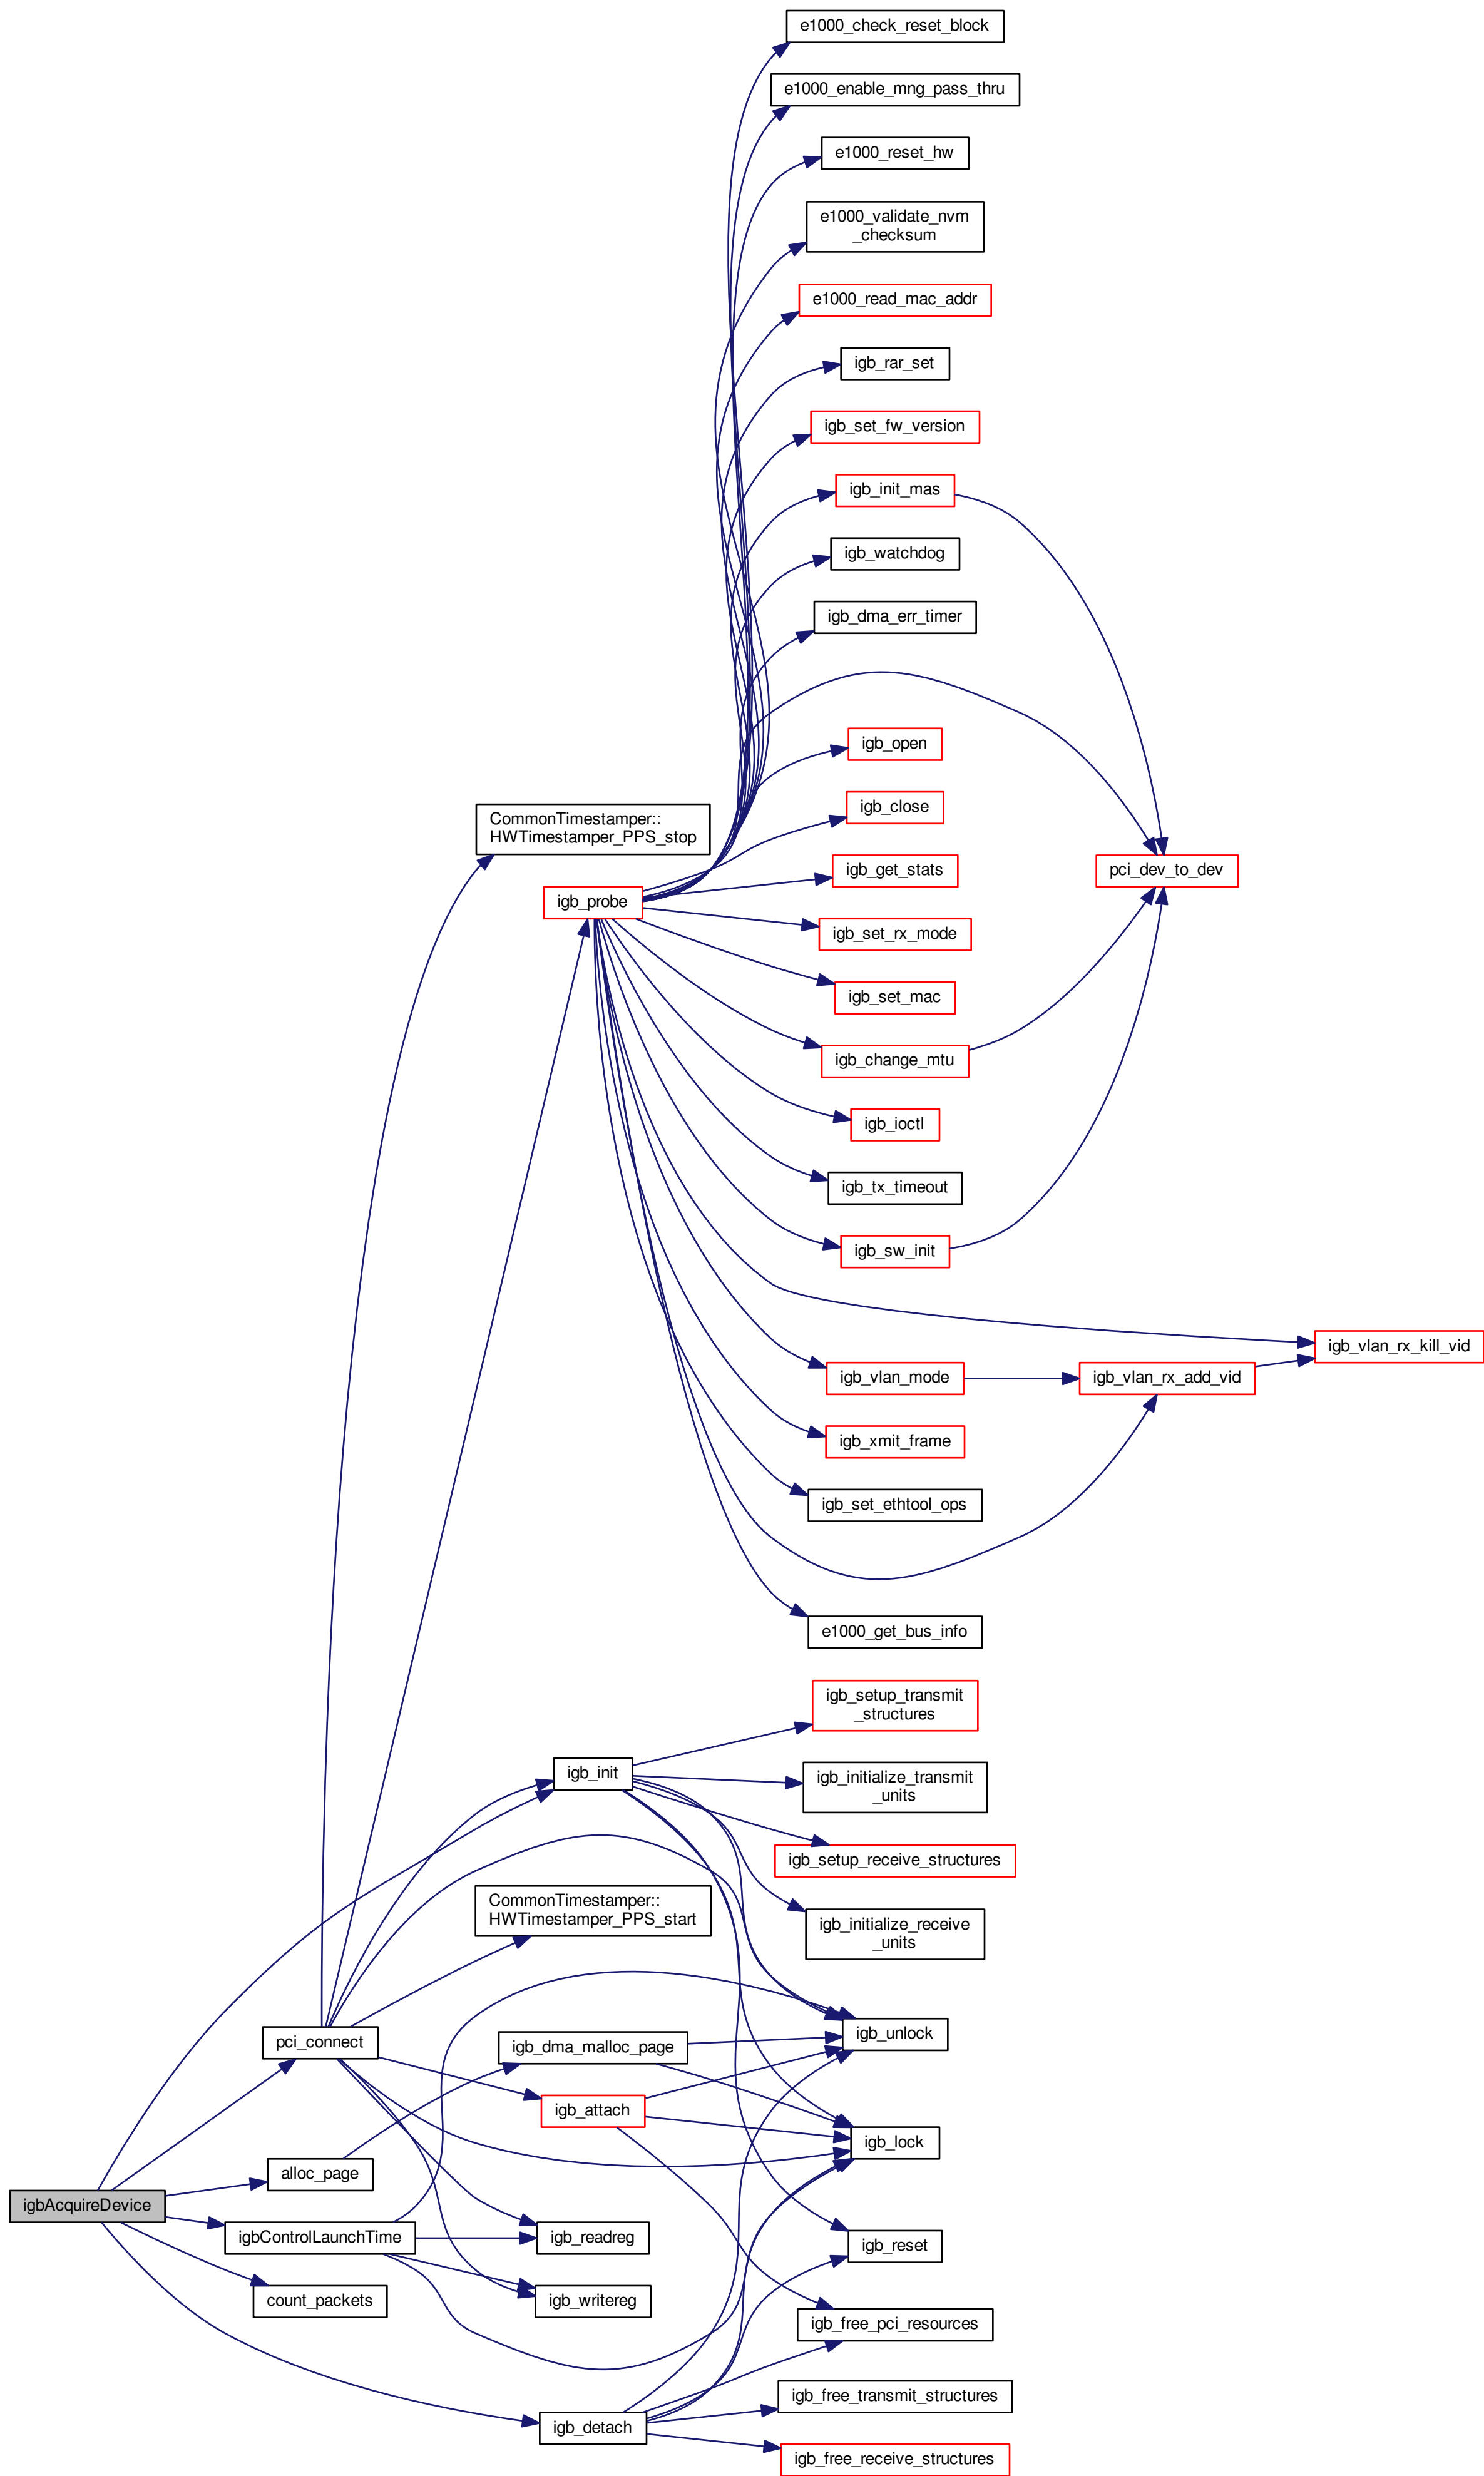 e1000_check_reset_block
e1000_enable_mng_pass_thru
e1000_reset_hw
e1000_validate_nvm
_checksum
e1000_read_mac_addr
igb_rar_set
igb_set_fw_version
igb_init_mas
igb_watchdog
igb_dma_err_timer
igb_open
igb_close
CommonTimestamper::
HWTimestamper_PPS_stop
igb_get_stats
pci_dev_to_dev
igb_probe
igb_set_rx_mode
igb_set_mac
igb_change_mtu
igb_ioctl
igb_tx_timeout
igb_sw_init
igb_vlan_rx_kill_vid
igb_vlan_mode
igb_vlan_rx_add_vid
igb_xmit_frame
igb_set_ethtool_ops
e1000_get_bus_info
igb_setup_transmit
_structures
igb_init
igb_initialize_transmit
_units
igb_setup_receive_structures
CommonTimestamper::
HWTimestamper_PPS_start
igb_initialize_receive
_units
igb_unlock
pci_connect
igb_dma_malloc_page
igb_attach
igb_lock
alloc_page
igbAcquireDevice
igbControlLaunchTime
igb_readreg
igb_reset
count_packets
igb_writereg
igb_free_pci_resources
igb_free_transmit_structures
igb_detach
igb_free_receive_structures